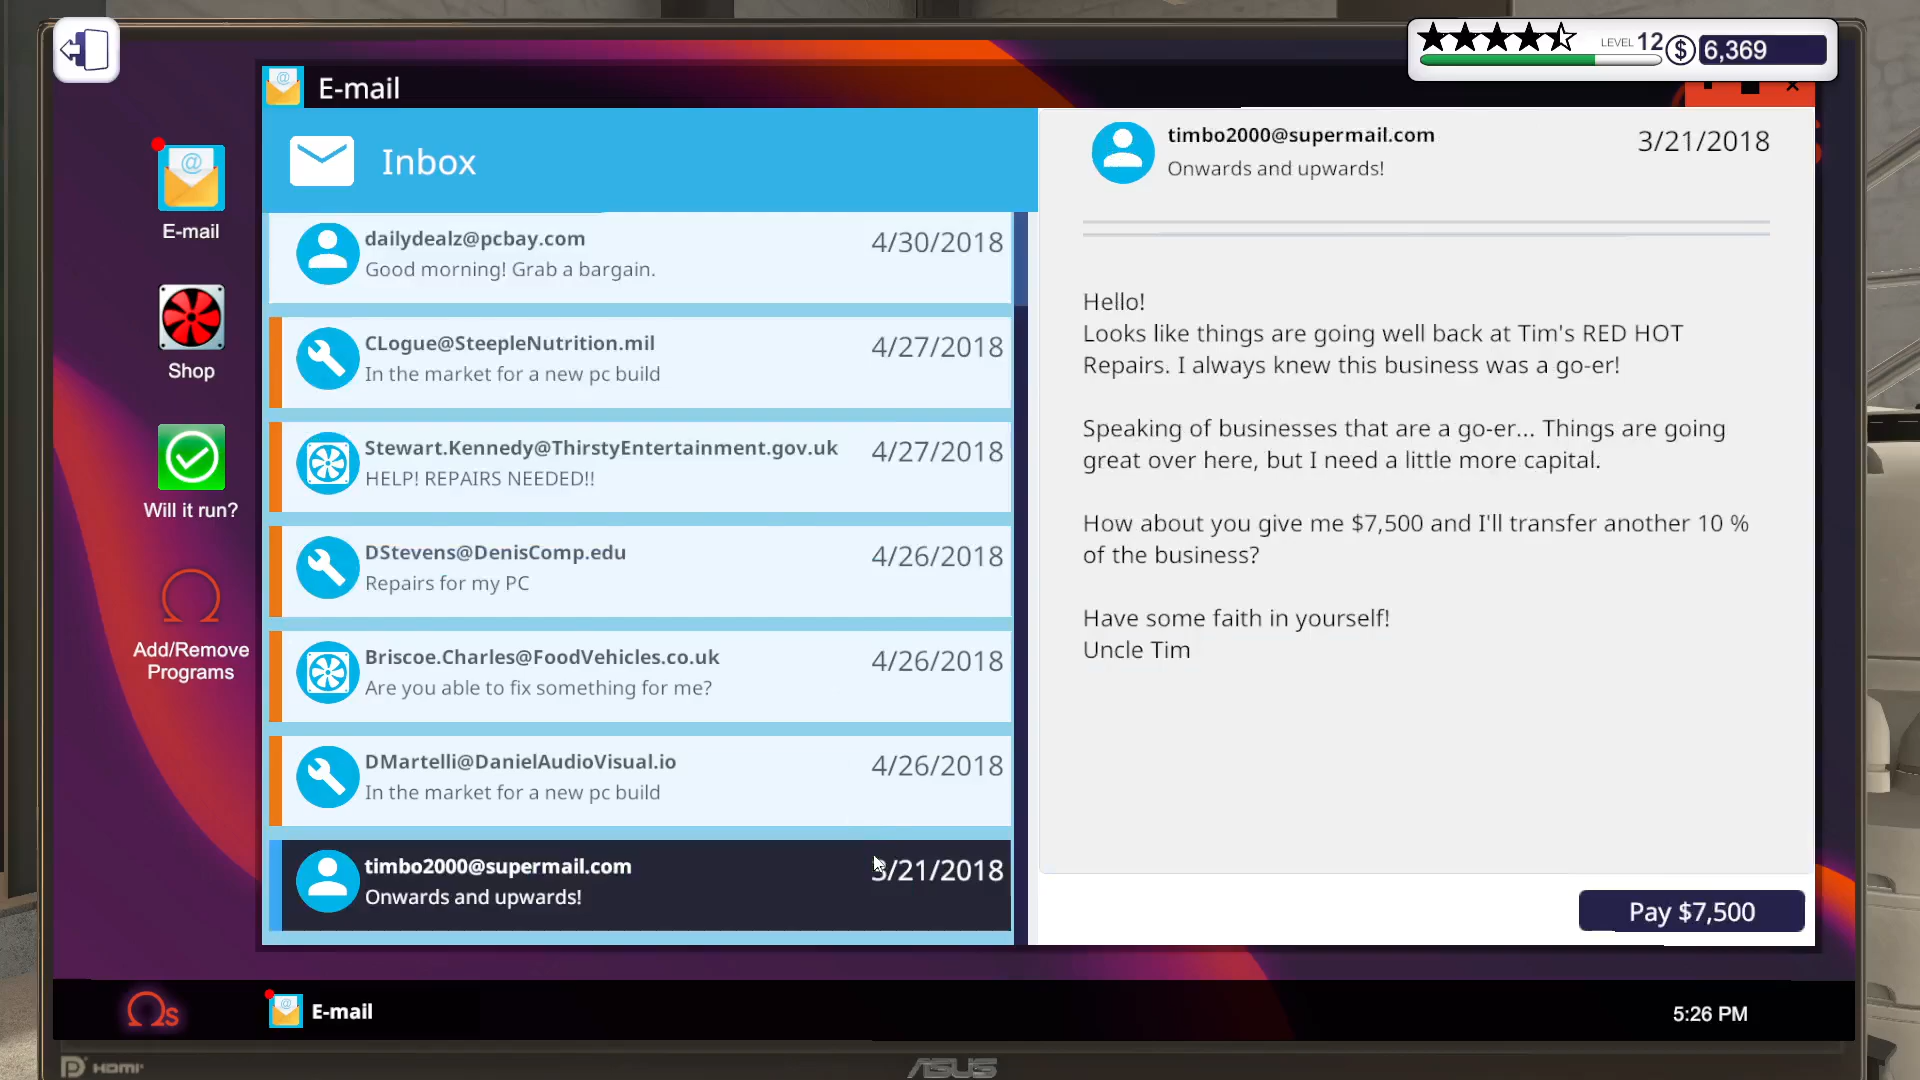 LEVEL 12
$ 6,369
E-mail
Inbox
dailydealz@pcbay.com
4/30/2018
Good morning! Grab a bargain.
CLogue@SteepleNutrition.mil
4/27/2018
In the market for a new pc build
Stewart.Kennedy@ThirstyEntertainment.gov.uk
4/27/2018
HELP! REPAIRS NEEDED!!
DStevens@DenisComp.edu
4/26/2018
Repairs for my PC
Briscoe.Charles@FoodVehicles.co.uk
4/26/2018
Are you able to fix something for me?
DMartelli@DanielAudioVisual.io
4/26/2018
In the market for a new pc build
timbo2000@supermail.com
3/21/2018
Onwards and upwards!
timbo2000@supermail.com
3/21/2018
Onwards and upwards!
Hello!
Looks like things are going well back at Tim's RED HOT
Repairs. I always knew this business was a go-er!
Speaking of businesses that are a go-er... Things are going
great over here, but I need a little more capital.
How about you give me $7,500 and I'll transfer another 10 %
of the business?
Have some faith in yourself!
Uncle Tim
Pay $7,500
E-mail
Shop
Will it run?
Add/Remove
Programs
Ωs
E-mail
5:26 PM
HDMI
ASUS